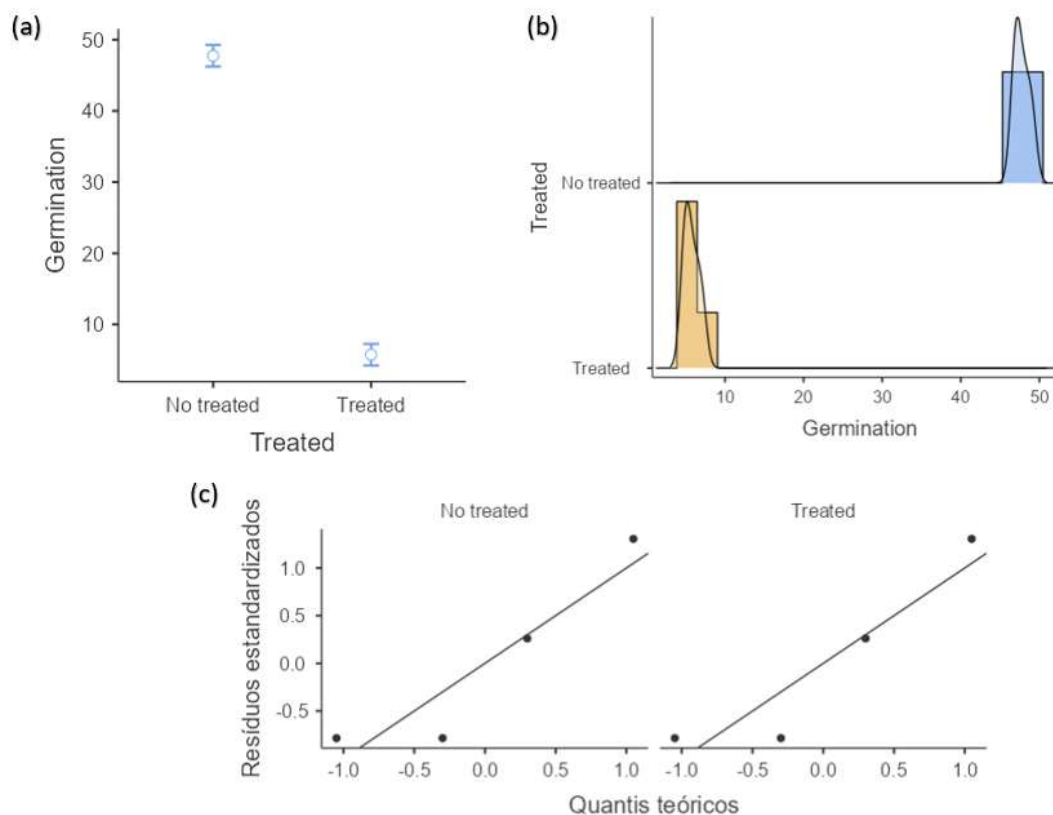 (a)
50
40
30
20
10
Germination
No treated
Treated
Treated
(b)
Treated
No treated
Treated
10
20
30
40
50
Germination
(c)
No treated
Treated
Resíduos estandardizados
1.0
0.5
0.0
-0.5
-1.0
-0.5
0.0
0.5
1.0
-1.0
-0.5
0.0
0.5
1.0
Quantis teóricos